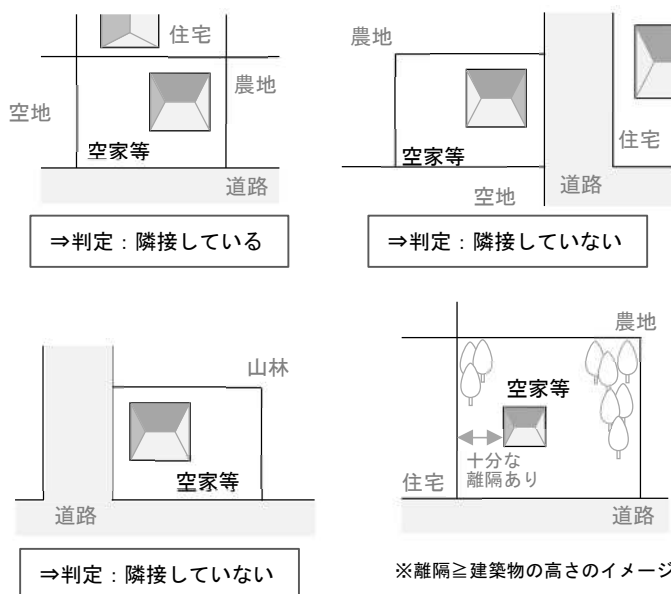 住宅
農地
空地
空家等
道路
⇒判定：隣接している
農地
空家等
住宅
道路
空地
⇒判定：隣接していない
山林
空家等
道路
⇒判定：隣接していない
農地
空家等
十分な
離隔あり
住宅
道路
※離隔≧建築物の高さのイメージ